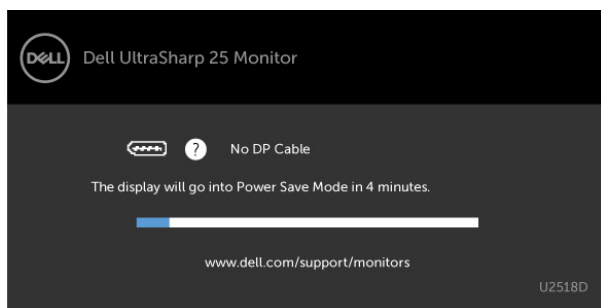 DELL
Dell UltraSharp 25 Monitor
? No DP Cable
The display will go into Power Save Mode in 4 minutes.
www.dell.com/support/monitors
U2518D